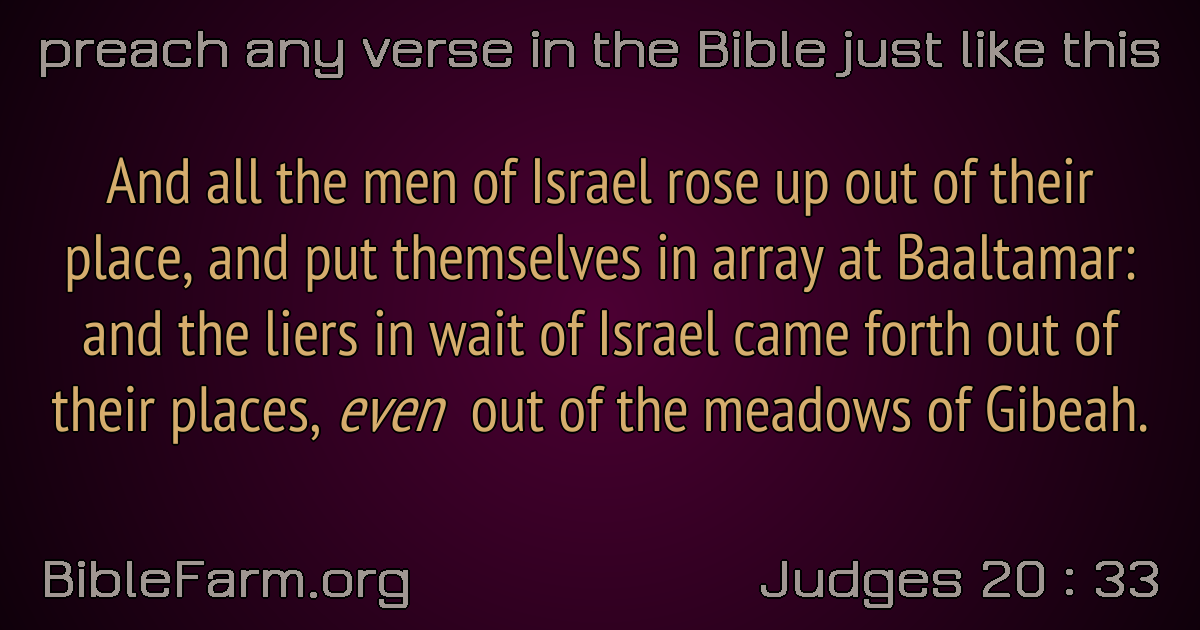 preach any verse in the Bible just like this
And all the men of Israel rose up out of their
place, and put themselves in array at Baaltamar:
and the liers in wait of Israel came forth out of
their places, even out of the meadows of Gibeah.
BibleFarm.org
Judges 20 : 33